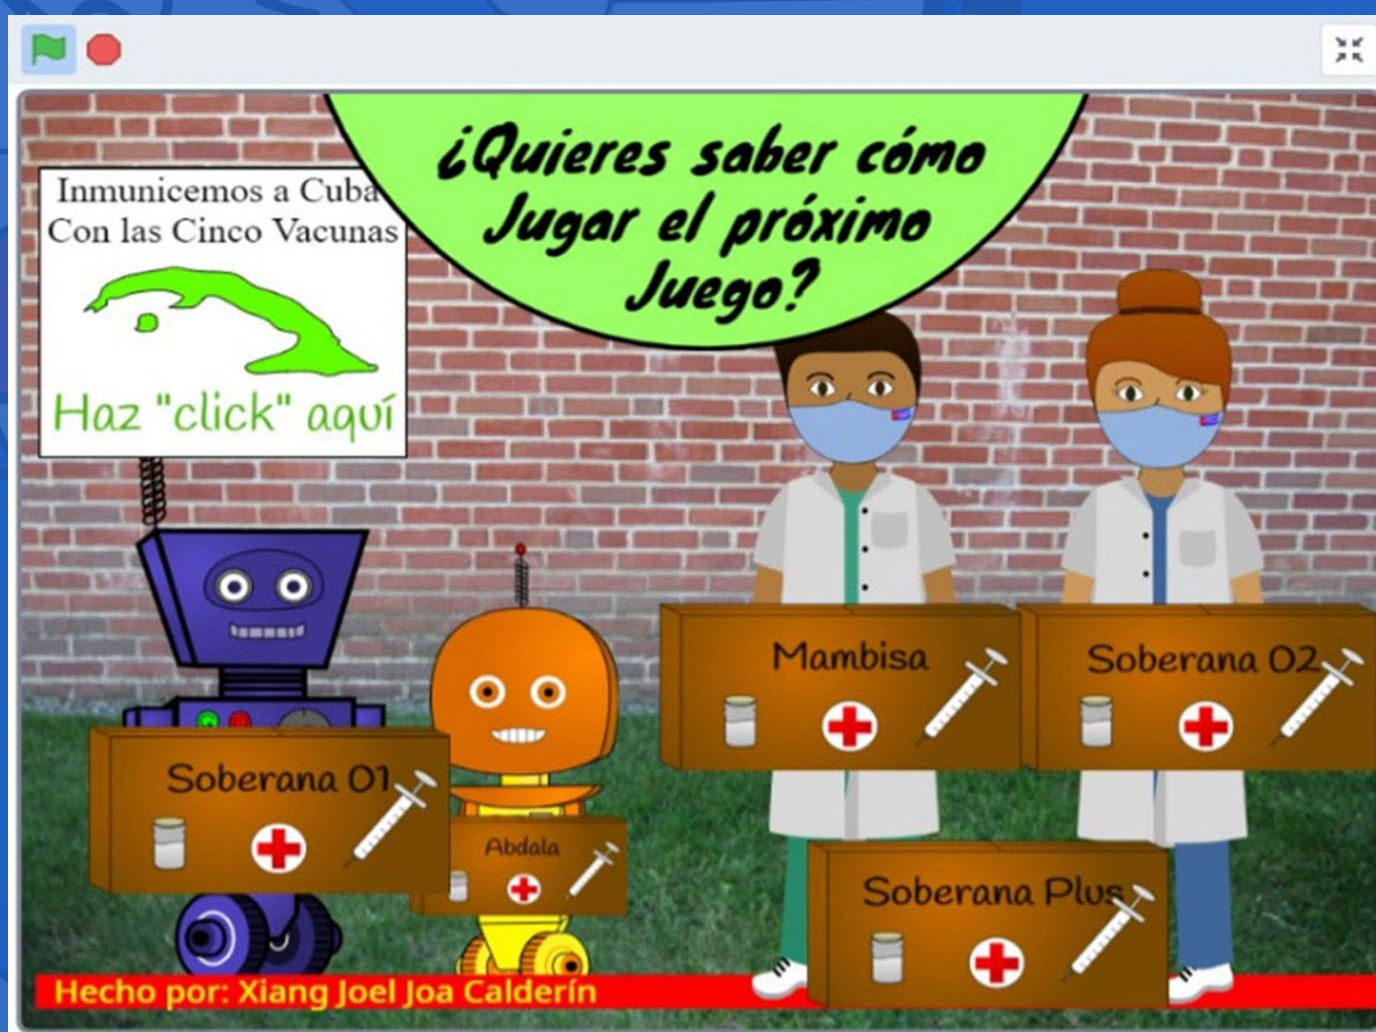 ¿Quieres saber cómo
Jugar el próximo
Juego?
Inmunicemos a Cuba
Con las Cinco Vacunas
Haz "click" aquí
Mambisa
Soberana 02
Soberana 01
Abdala
Soberana Plus
Hecho por: Xiang Joel Joa Calderín